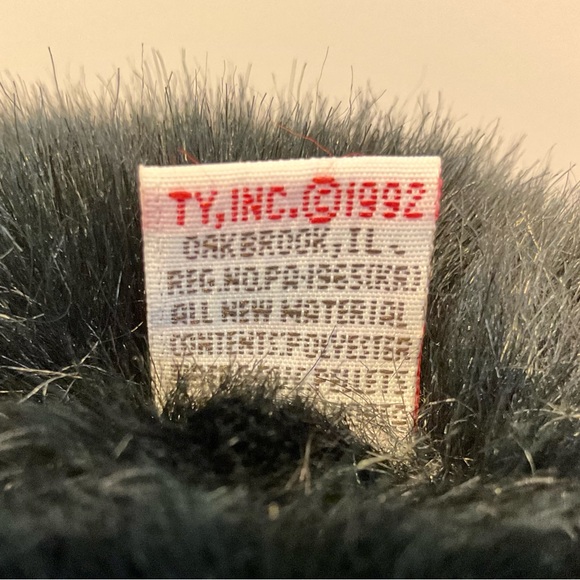 TY, INC. ©1992
OAKBROOK, IL.
REG NO.PA-1965(KR)
ALL NEW MATERIAL
CONTENTS:POLYESTER